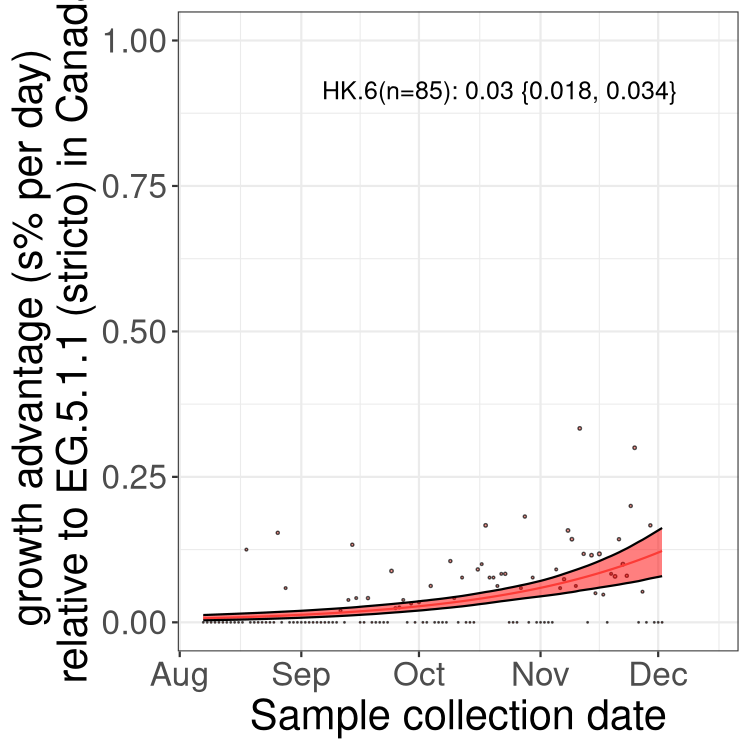 growth advantage (s% per day)
relative to EG.5.1.1 (stricto) in Canada
1.00
0.75
0.50
0.25
0.00
HK.6(n=85): 0.03 {0.018, 0.034}
Aug Sep Oct Nov Dec
Sample collection date